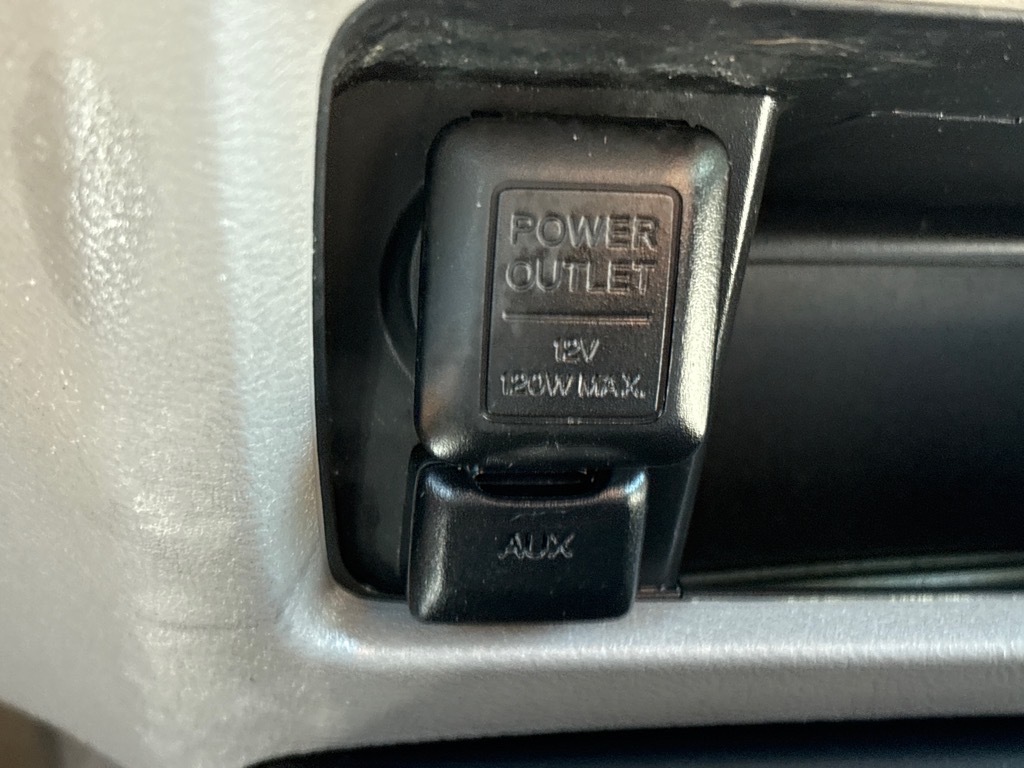 POWER
OUTLET
12V
120W MAX.
AUX